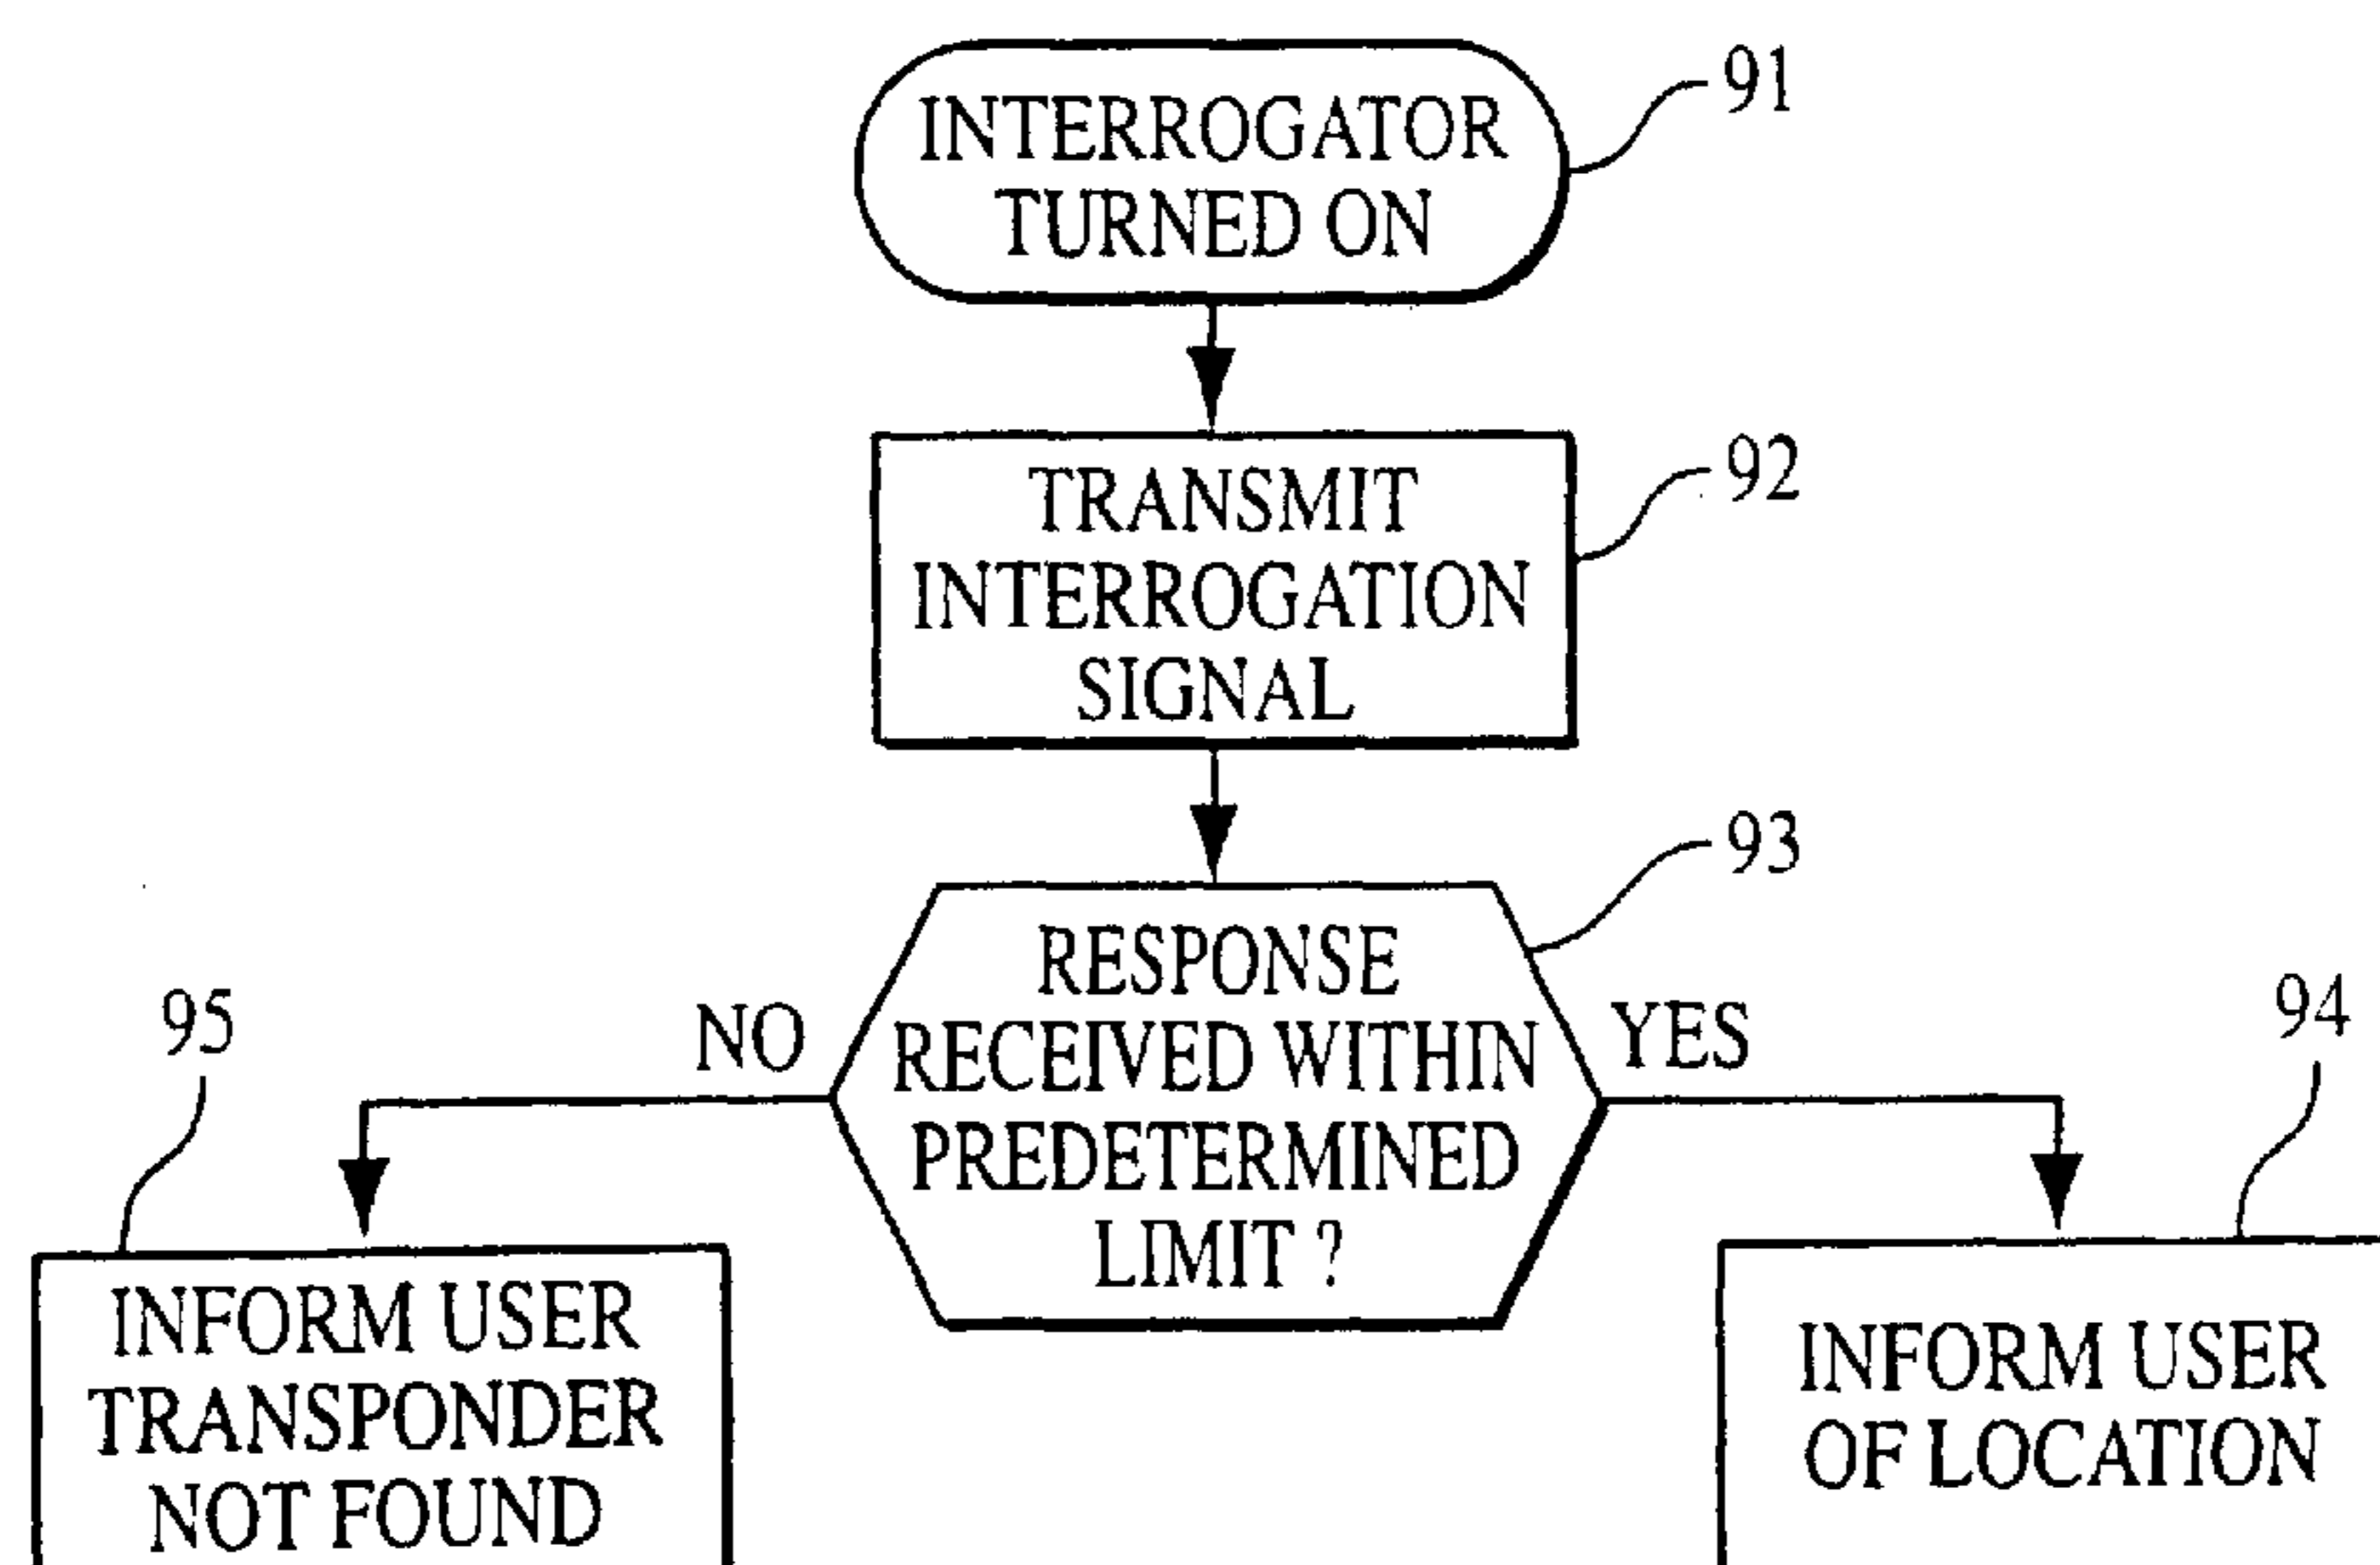 INTERROGATOR
TURNED ON
91
TRANSMIT
INTERROGATION
SIGNAL
92
RESPONSE
RECEIVED WITHIN
PREDETERMINED
LIMIT ?
93
NO
YES
95
INFORM USER
TRANSPONDER
NOT FOUND
94
INFORM USER
OF LOCATION